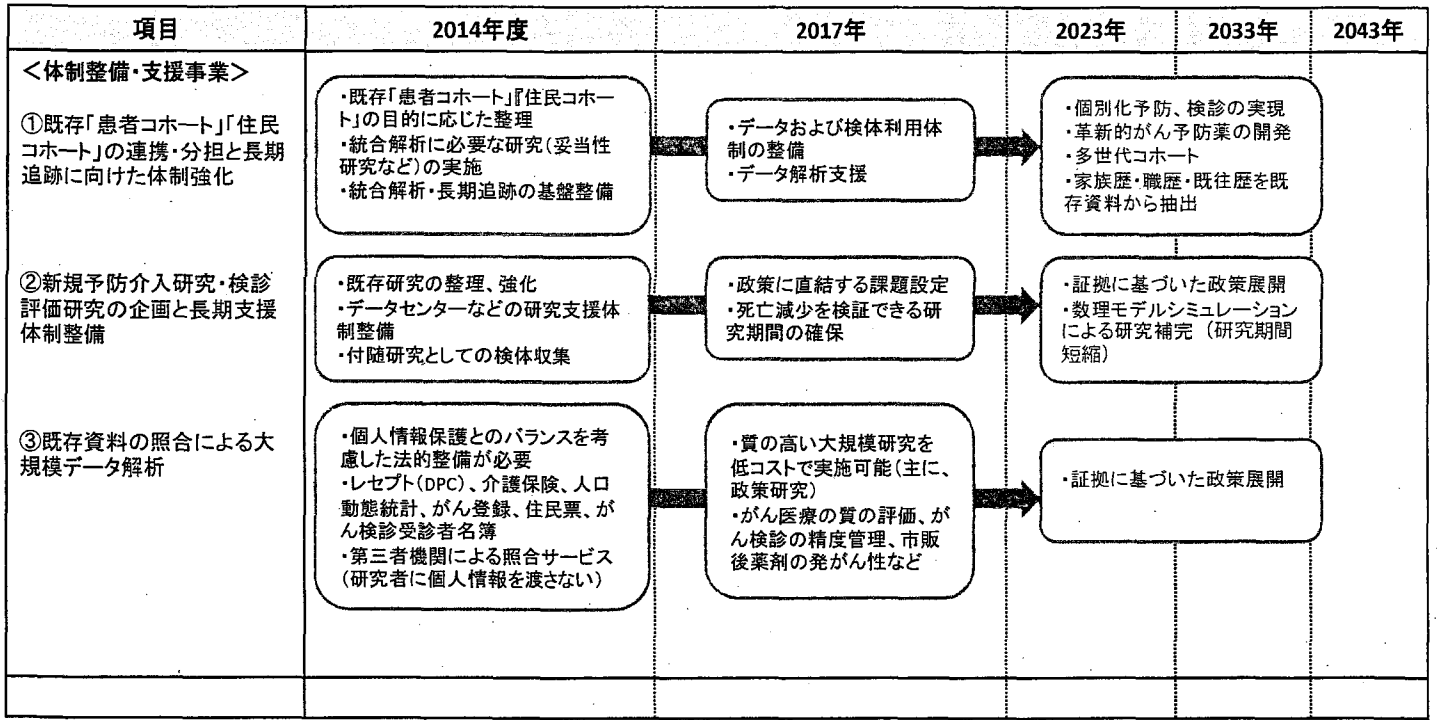 項目
2014年度
2017年
2023年
2033年
2043年
＜体制整備・支援事業＞
①既存「患者コホート」「住民
コホート」の連携・分担と長期
追跡に向けた体制強化
・既存「患者コホート」『住民コホー
ト」の目的に応じた整理
・統合解析に必要な研究（妥当性
研究など）の実施
・統合解析・長期追跡の基盤整備
・データおよび検体利用体
制の整備
・データ解析支援
・個別化予防、検診の実現
・革新的がん予防薬の開発
・多世代コホート
・家族歴・職歴・既往歴を既
存資料から抽出
②新規予防介入研究・検診
評価研究の企画と長期支援
体制整備
・既存研究の整理、強化
・データセンターなどの研究支援体
制整備
・付随研究としての検体収集
・政策に直結する課題設定
・死亡減少を検証できる研
究期間の確保
・証拠に基づいた政策展開
・数理モデルシミュレーション
による研究補完（研究期間
短縮）
③既存資料の照合による大
規模データ解析
・個人情報保護とのバランスを考
慮した法的整備が必要
・レセプト（DPC）、介護保険、人口
動態統計、がん登録、住民票、が
ん検診受診者名簿
・第三者機関による照合サービス
（研究者に個人情報を渡さない）
・質の高い大規模研究を
低コストで実施可能（主に、
政策研究）
・がん医療の質の評価、が
ん検診の精度管理、市販
後薬剤の発がん性など
・証拠に基づいた政策展開